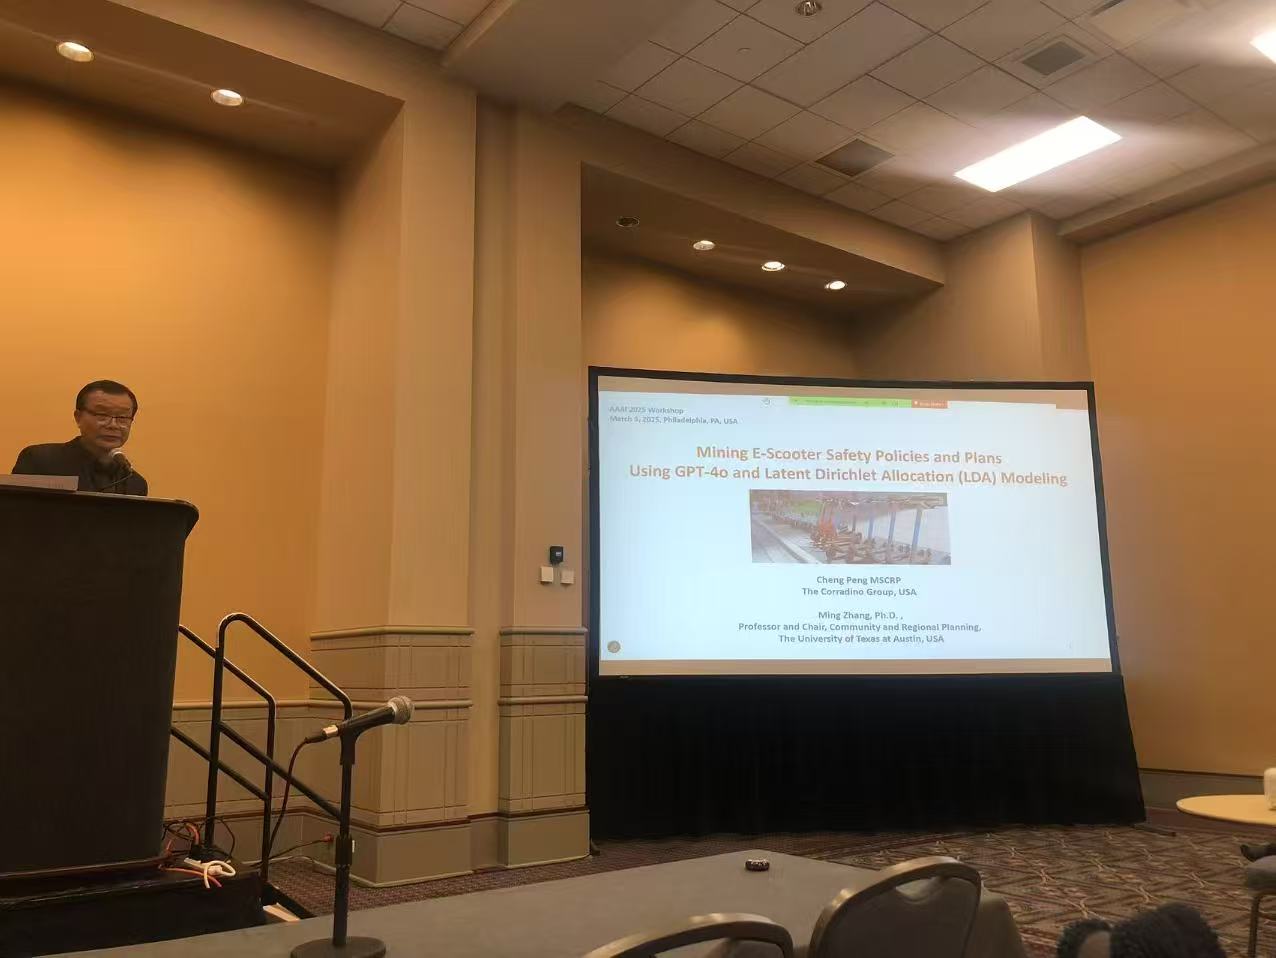 AAAI 2025 Workshop
March 3, 2025, Philadelphia, PA, USA
Mining E-Scooter Safety Policies and Plans
Using GPT-4o and Latent Dirichlet Allocation (LDA) Modeling
Cheng Peng MSCRP
The Corradino Group, USA
Ming Zhang, Ph.D. ,
Professor and Chair, Community and Regional Planning,
The University of Texas at Austin, USA